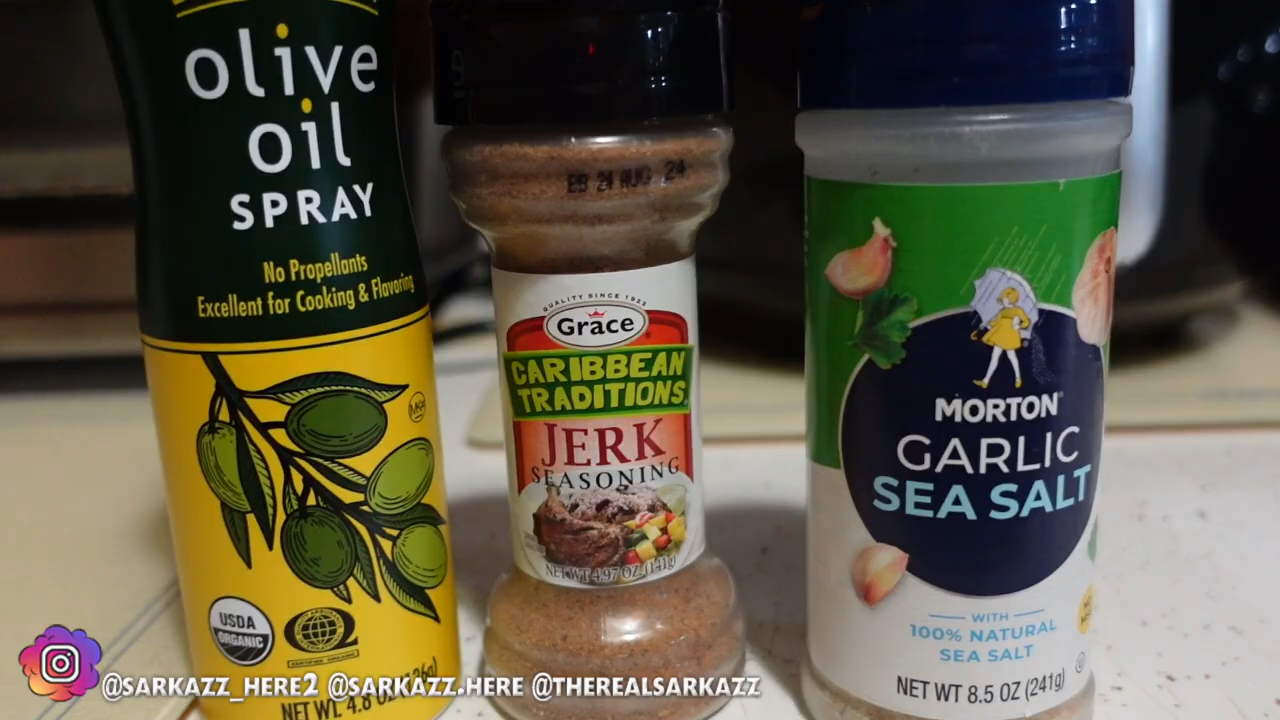 olive
oil
SPRAY
No Propellants
Excellent for Cooking & Flavoring
USDA
ORGANIC
CERTIFIED ORGANIC
EB 21 AUG 24
QUALITY SINCE 1922
Grace
CARIBBEAN
TRADITIONS
JERK
SEASONING
NET WT 4.97 OZ (141g)
MORTON
GARLIC
SEA SALT
WITH
100% NATURAL
SEA SALT
NET WT 8.5 OZ (241g)
@SARKAZZ_HERE2 @SARKAZZ.HERE @THEREALSARKAZZ